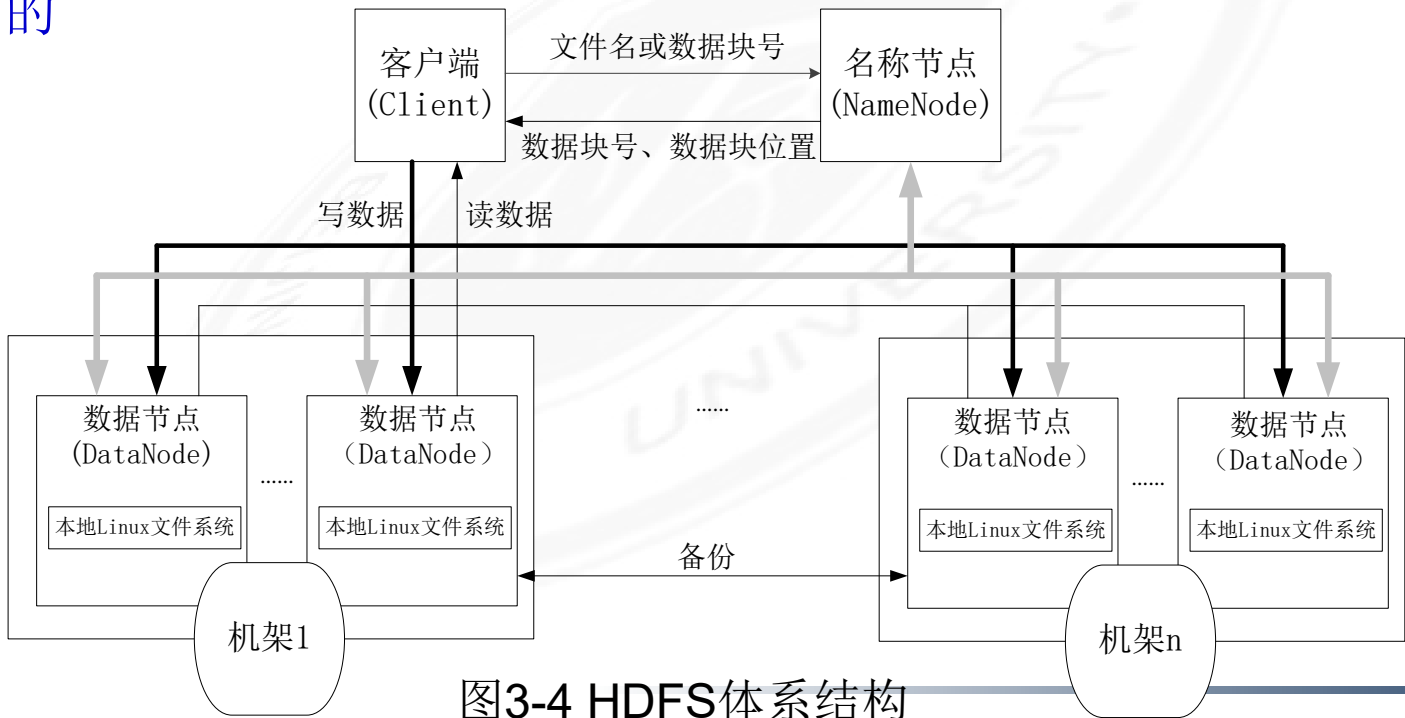 的
客户端
(Client)
文件名或数据块号
名称节点
(NameNode)
数据块号、数据块位置
写数据
读数据
数据节点
(DataNode)
......
数据节点
（DataNode）
本地Linux文件系统
本地Linux文件系统
机架1
......
备份
数据节点
（DataNode）
......
数据节点
（DataNode）
本地Linux文件系统
本地Linux文件系统
机架n
图3-4 HDFS体系结构
UNIVERSITY